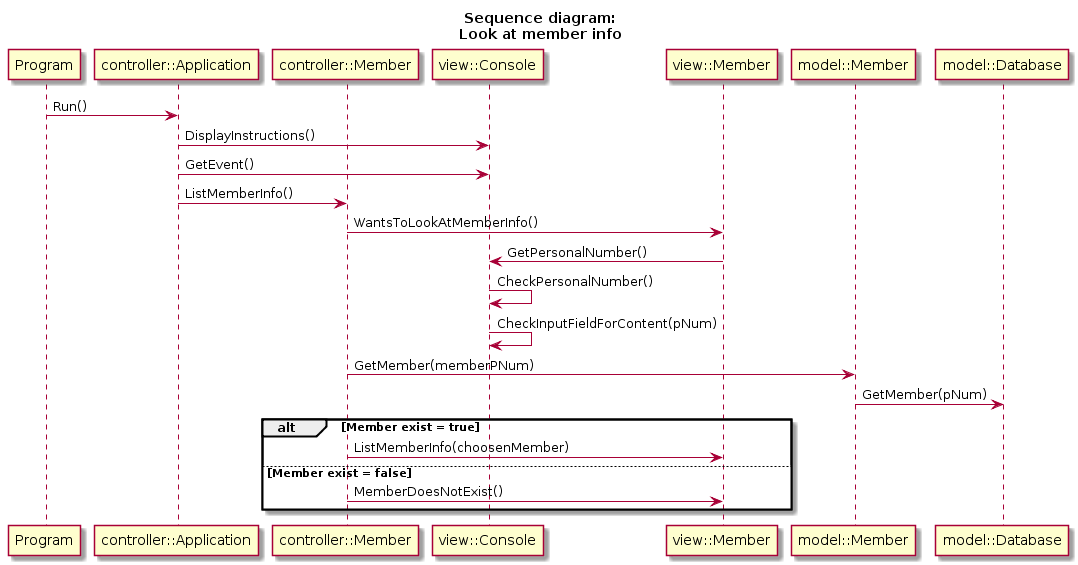 Sequence diagram:
Look at member info
Program
controller::Application
controller::Member
view::Console
view::Member
model::Member
model::Database
Run()
DisplayInstructions()
GetEvent()
ListMemberInfo()
WantsToLookAtMemberInfo()
GetPersonalNumber()
CheckPersonalNumber()
CheckInputFieldForContent(pNum)
GetMember(memberPNum)
GetMember(pNum)
alt
[Member exist = true]
ListMemberInfo(choosenMember)
[Member exist = false]
MemberDoesNotExist()
Program
controller::Application
controller::Member
view::Console
view::Member
model::Member
model::Database